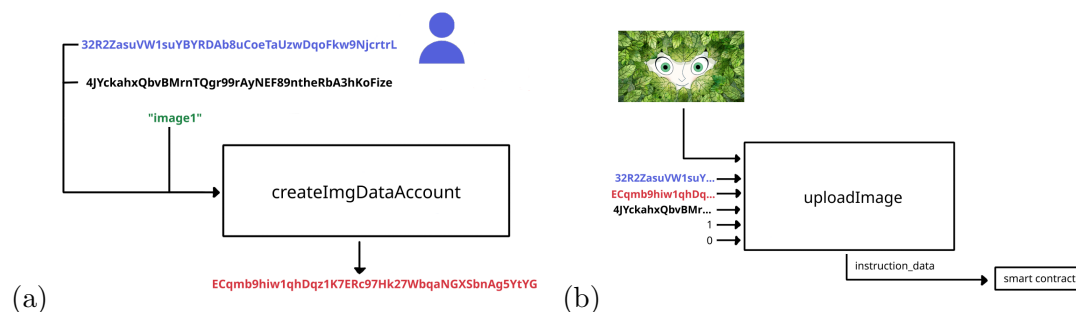 32R2ZasuVW1suYBYRDAb8uCoeTaUzwDqoFkw9NjcrtrL
4JYckahxQbvBMrnTQgr99rAyNEF89ntheRbA3hKoFize
"image1"
createImgDataAccount
ECqmb9hiw1qhDqz1K7ERc97Hk27WbqaNGXSbnAg5YtYG
(a)
32R2ZasuVW1suY...
ECqmb9hiw1qhDq...
4JYckahxQbvBMr...
1
0
uploadImage
instruction_data
smart contract
(b)